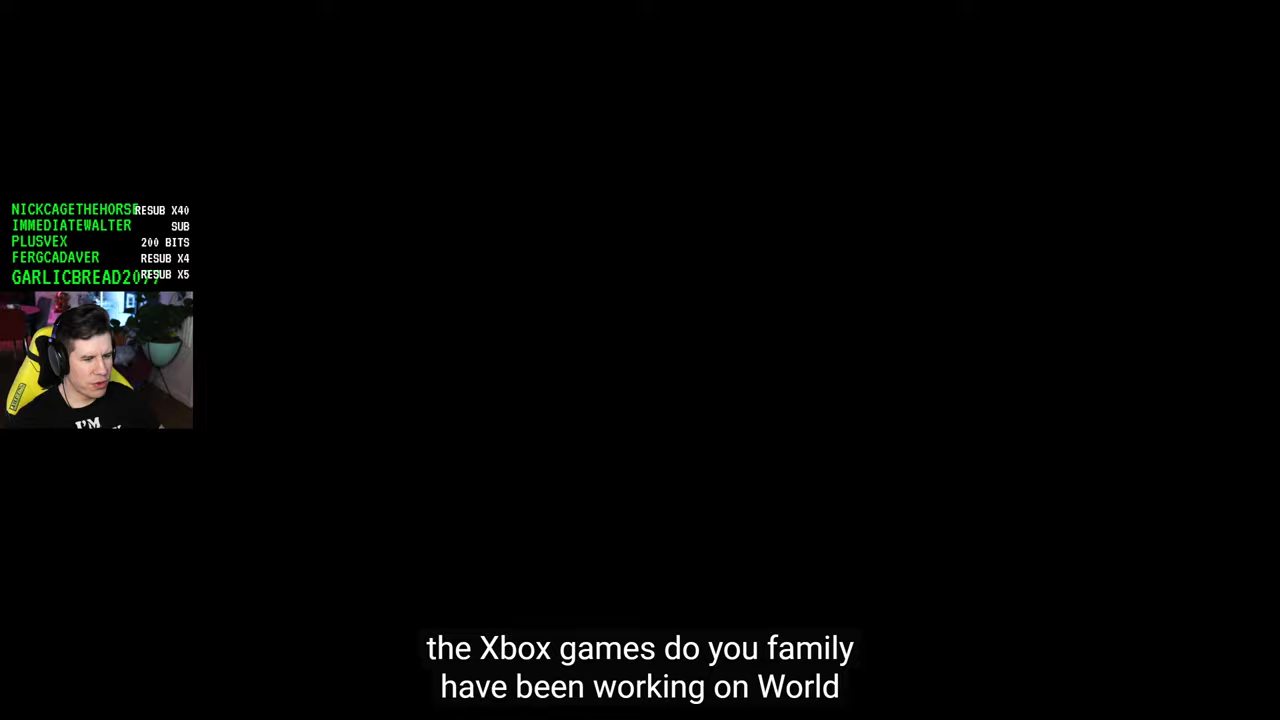 NICKCAGETHEHORSE RESUB X40
IMMEDIATEWALTER SUB
PLUSVEX 200 BITS
FERGCADAVER RESUB X4
GARLICBREAD2077 RESUB X5
I'M
the Xbox games do you family
have been working on World